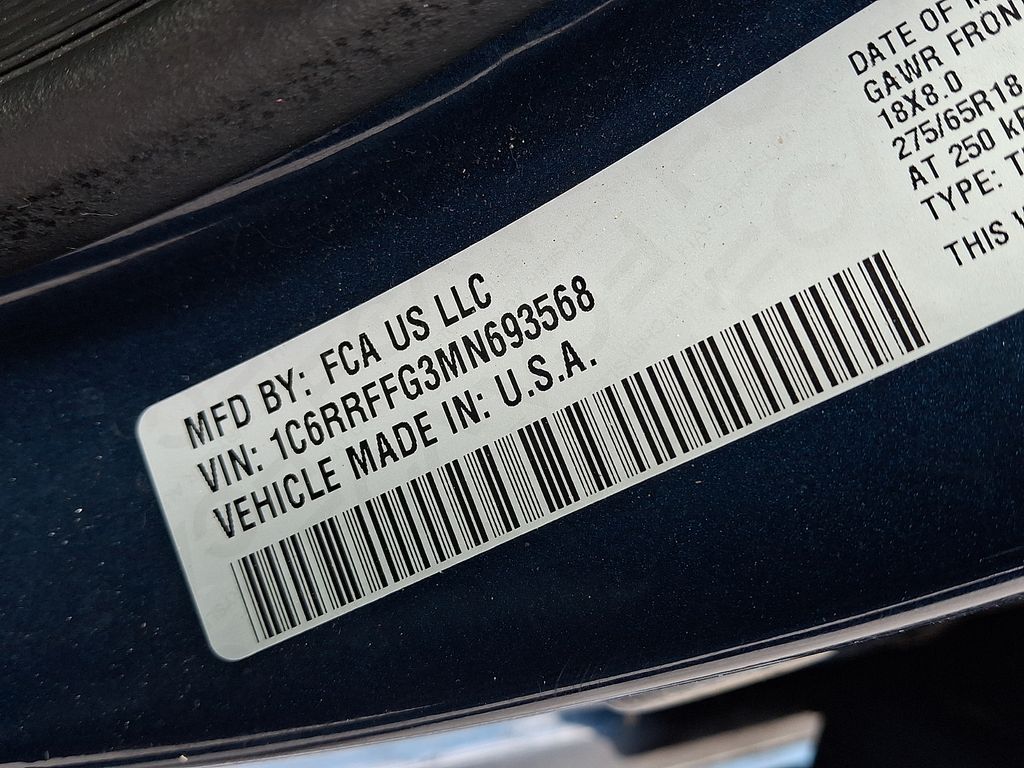 MFD BY: FCA US LLC
VIN: 1C6RRFFG3MN693568
VEHICLE MADE IN: U.S.A.
DATE OF
GAWR FRON
18X8.0
275/65R18
AT 250
TYPE:
THIS